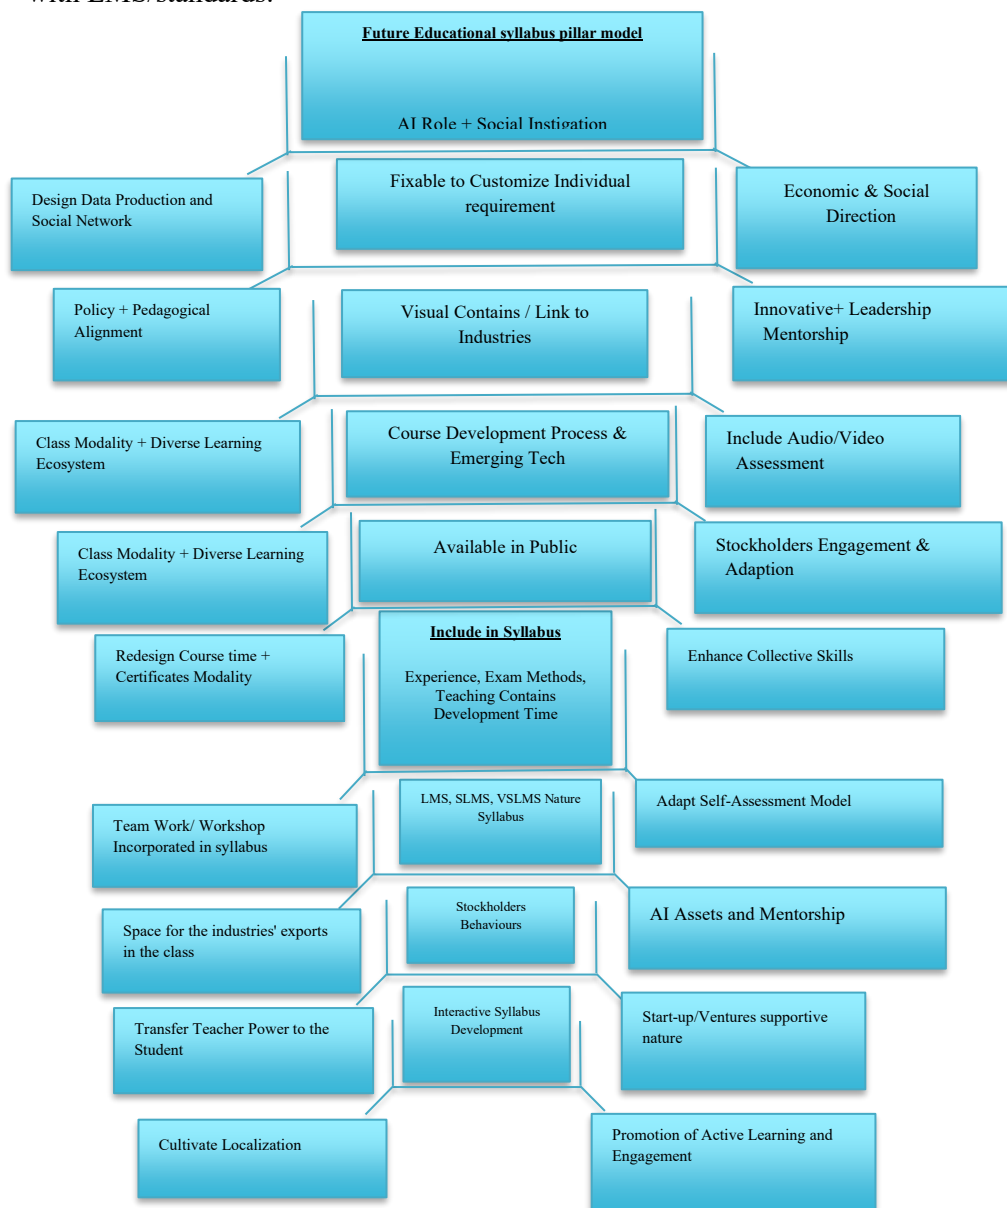 with LMS/standards.
Future Educational syllabus pillar model
AI Role + Social Instigation
Design Data Production and
Social Network
Fixable to Customize Individual
requirement
Economic & Social
Direction
Policy + Pedagogical
Alignment
Visual Contains / Link to
Industries
Innovative+ Leadership
Mentorship
Class Modality + Diverse Learning
Ecosystem
Course Development Process &
Emerging Tech
Include Audio/Video
Assessment
Class Modality + Diverse Learning
Ecosystem
Available in Public
Stockholders Engagement &
Adaption
Redesign Course time +
Certificates Modality
Include in Syllabus
Experience, Exam Methods,
Teaching Contains
Development Time
Enhance Collective Skills
Team Work/ Workshop
Incorporated in syllabus
LMS, SLMS, VSLMS Nature
Syllabus
Adapt Self-Assessment Model
Space for the industries' exports
in the class
Stockholders
Behaviours
AI Assets and Mentorship
Transfer Teacher Power to the
Student
Interactive Syllabus
Development
Start-up/Ventures supportive
nature
Cultivate Localization
Promotion of Active Learning and
Engagement